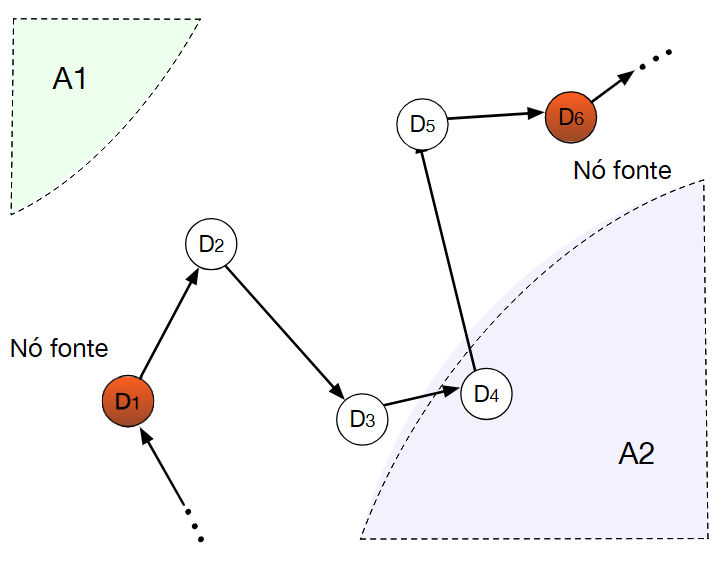 A1
D5
D6
Nó fonte
D2
Nó fonte
D1
D3
D4
A2